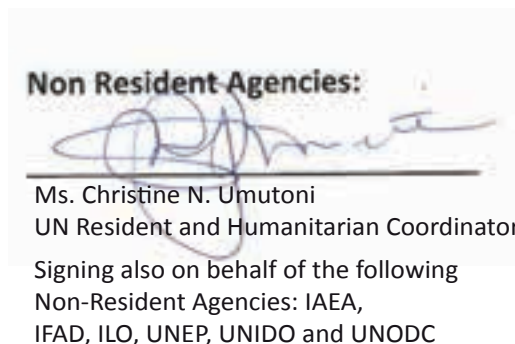 Non Resident Agencies:
Ms. Christine N. Umutoni
UN Resident and Humanitarian Coordinator
Signing also on behalf of the following
Non-Resident Agencies: IAEA,
IFAD, ILO, UNEP, UNIDO and UNODC